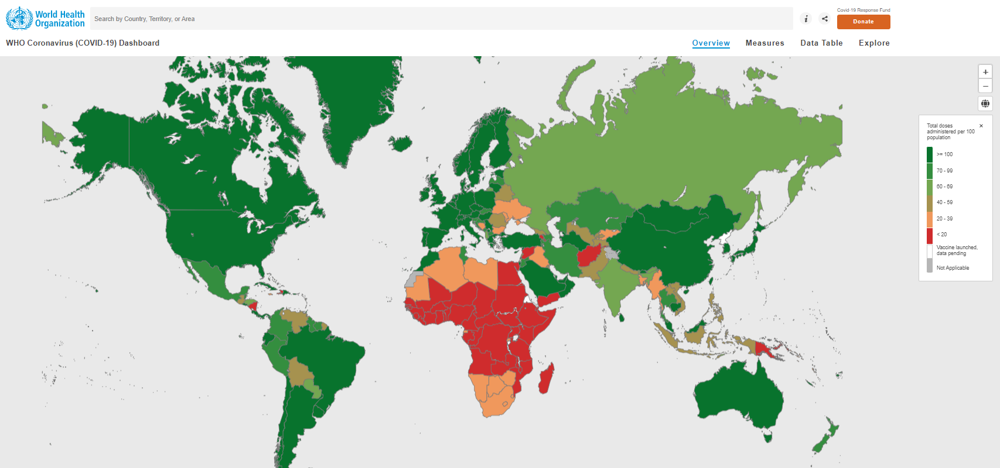 World Health
Organization
Search by Country, Territory, or Area
i
Covid-19 Response Fund
Donate
WHO Coronavirus (COVID-19) Dashboard
Overview
Measures
Data Table
Explore
+
−
Total doses
administered per 100
population
×
>= 100
70 - 99
60 - 69
40 - 59
20 - 39
< 20
Vaccine launched,
data pending
Not Applicable